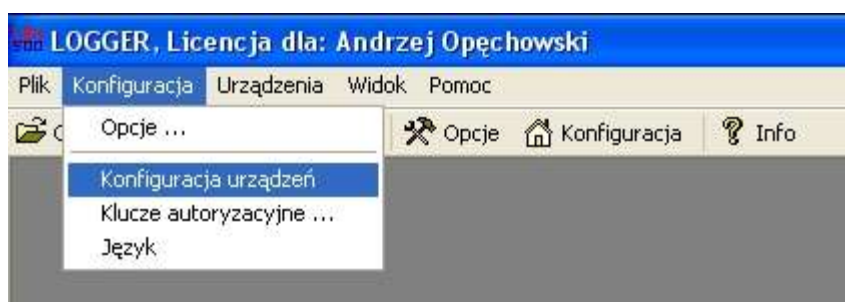 LOGGER, Licencja dla: Andrzej Opęchowski
Plik Konfiguracja Urządzenia Widok Pomoc
Opcje ... Opcje Konfiguracja Info
Konfiguracja urządzeń
Klucze autoryzacyjne ...
Język